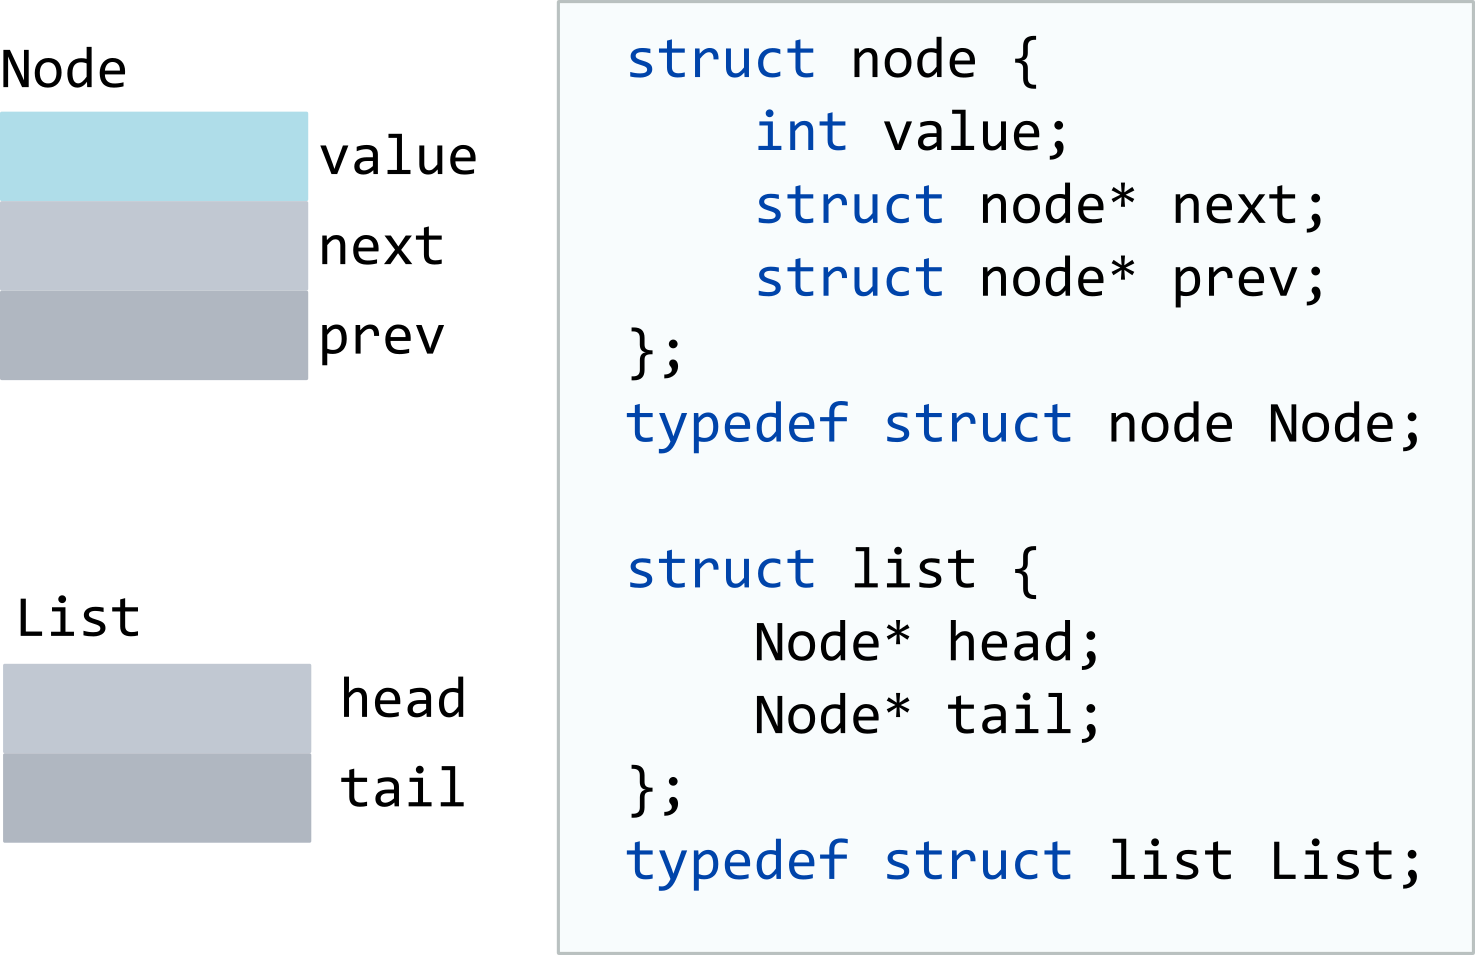 Node
value
next
prev
List
head
tail
struct node {
    int value;
    struct node* next;
    struct node* prev;
};
typedef struct node Node;
struct list {
    Node* head;
    Node* tail;
};
typedef struct list List;